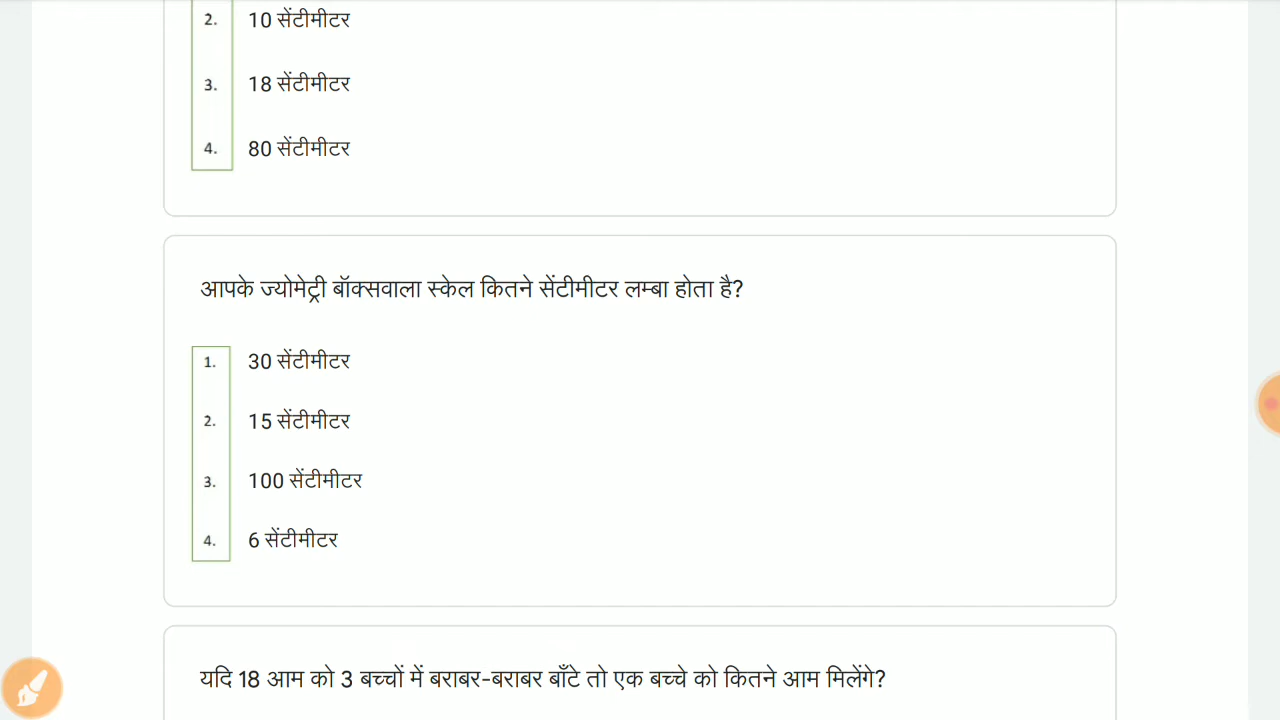 2. 10 सेंटीमीटर
3. 18 सेंटीमीटर
4. 80 सेंटीमीटर
आपके ज्योमेट्री बॉक्सवाला स्केल कितने सेंटीमीटर लम्बा होता है?
1. 30 सेंटीमीटर
2. 15 सेंटीमीटर
3. 100 सेंटीमीटर
4. 6 सेंटीमीटर
यदि 18 आम को 3 बच्चों में बराबर-बराबर बाँटे तो एक बच्चे को कितने आम मिलेंगे?